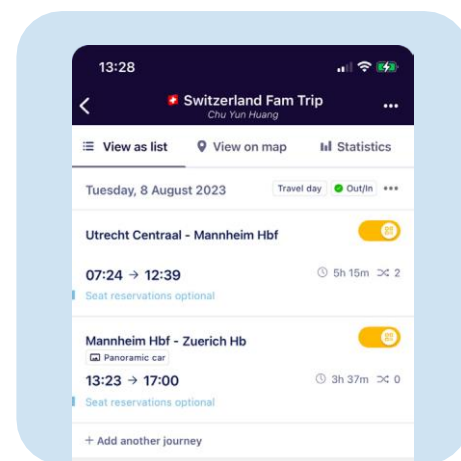 13:28
Switzerland Fam Trip
Chu Yun Huang
View as list View on map Statistics
Tuesday, 8 August 2023 Travel day Out/In
Utrecht Centraal - Mannheim Hbf
07:24 → 12:39 5h 15m 2
Seat reservations optional
Mannheim Hbf - Zuerich Hb
Panoramic car
13:23 → 17:00 3h 37m 0
Seat reservations optional
+ Add another journey